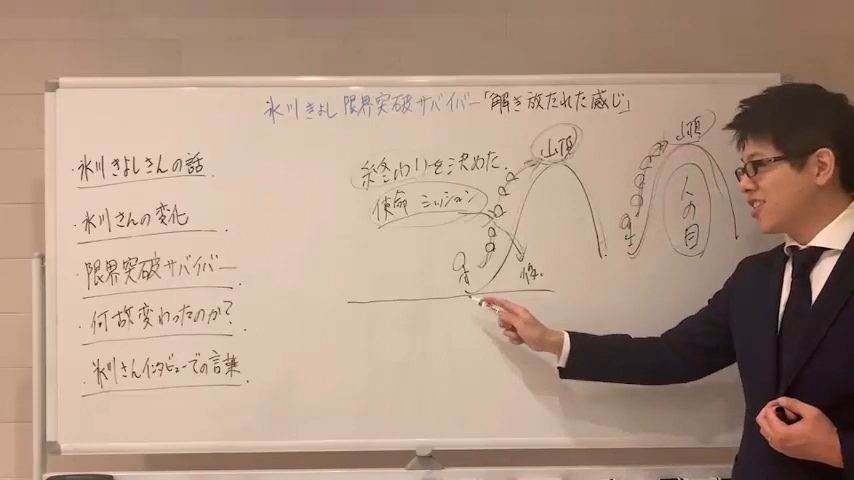 氷川きよし 限界突破サバイバー「解き放たれた感じ」
・氷川きよしさんの話
・氷川さんの変化
・限界突破サバイバー
・何故変わったのか?
・氷川さんインタビューでの言葉
終わりを決めた.
使命 ミッション
山頂
山頂
人の目